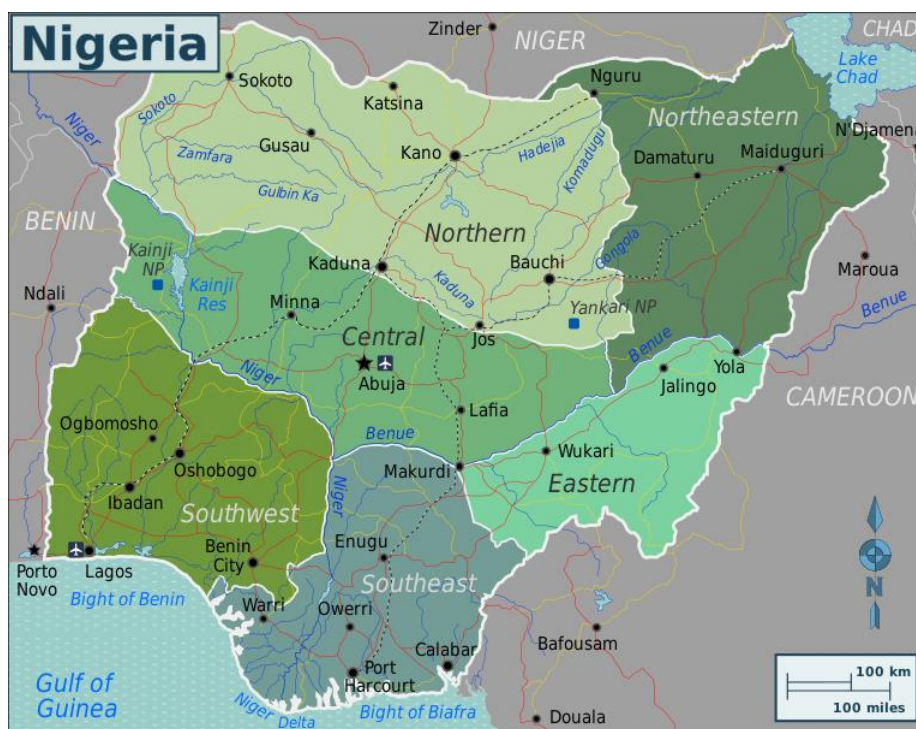 Nigeria
Zinder
NIGER
CHAD
Lake
Chad
N'Djamena
Sokoto
Katsina
Nguru
Northeastern
Sokoto
Niger
Zamfara
Gusau
Kano
Hadejia
Komadugu
Damaturu
Maiduguri
Gulbin Ka
BENIN
Northern
Kainji
NP
Kainji
Res
Kaduna
Kaduna
Bauchi
Gongola
Maroua
Ndali
Minna
Yankari NP
Benue
Central
Jos
Niger
Abuja
Benue
Yola
Jalingo
CAMEROON
Lafia
Ogbomosho
Benue
Oshobogo
Makurdi
Wukari
Ibadan
Niger
Eastern
Southwest
Benin
City
Enugu
Southeast
N
Porto
Novo
Lagos
Bight of Benin
Warri
Owerri
Calabar
Bafousam
Port
Harcourt
Gulf of
Guinea
Niger
Delta
Bight of Biafra
Douala
100 km
100 miles